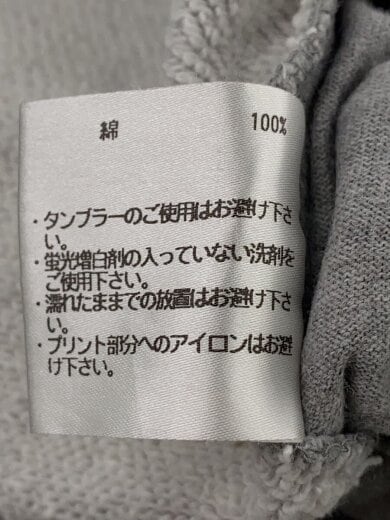 綿 100%
・タンブラーのご使用はお避け下さ
い。
・蛍光増白剤の入っていない洗剤を
ご使用下さい。
・濡れたままでの放置はお避け下さ
い。
・プリント部分へのアイロンはお避
け下さい。